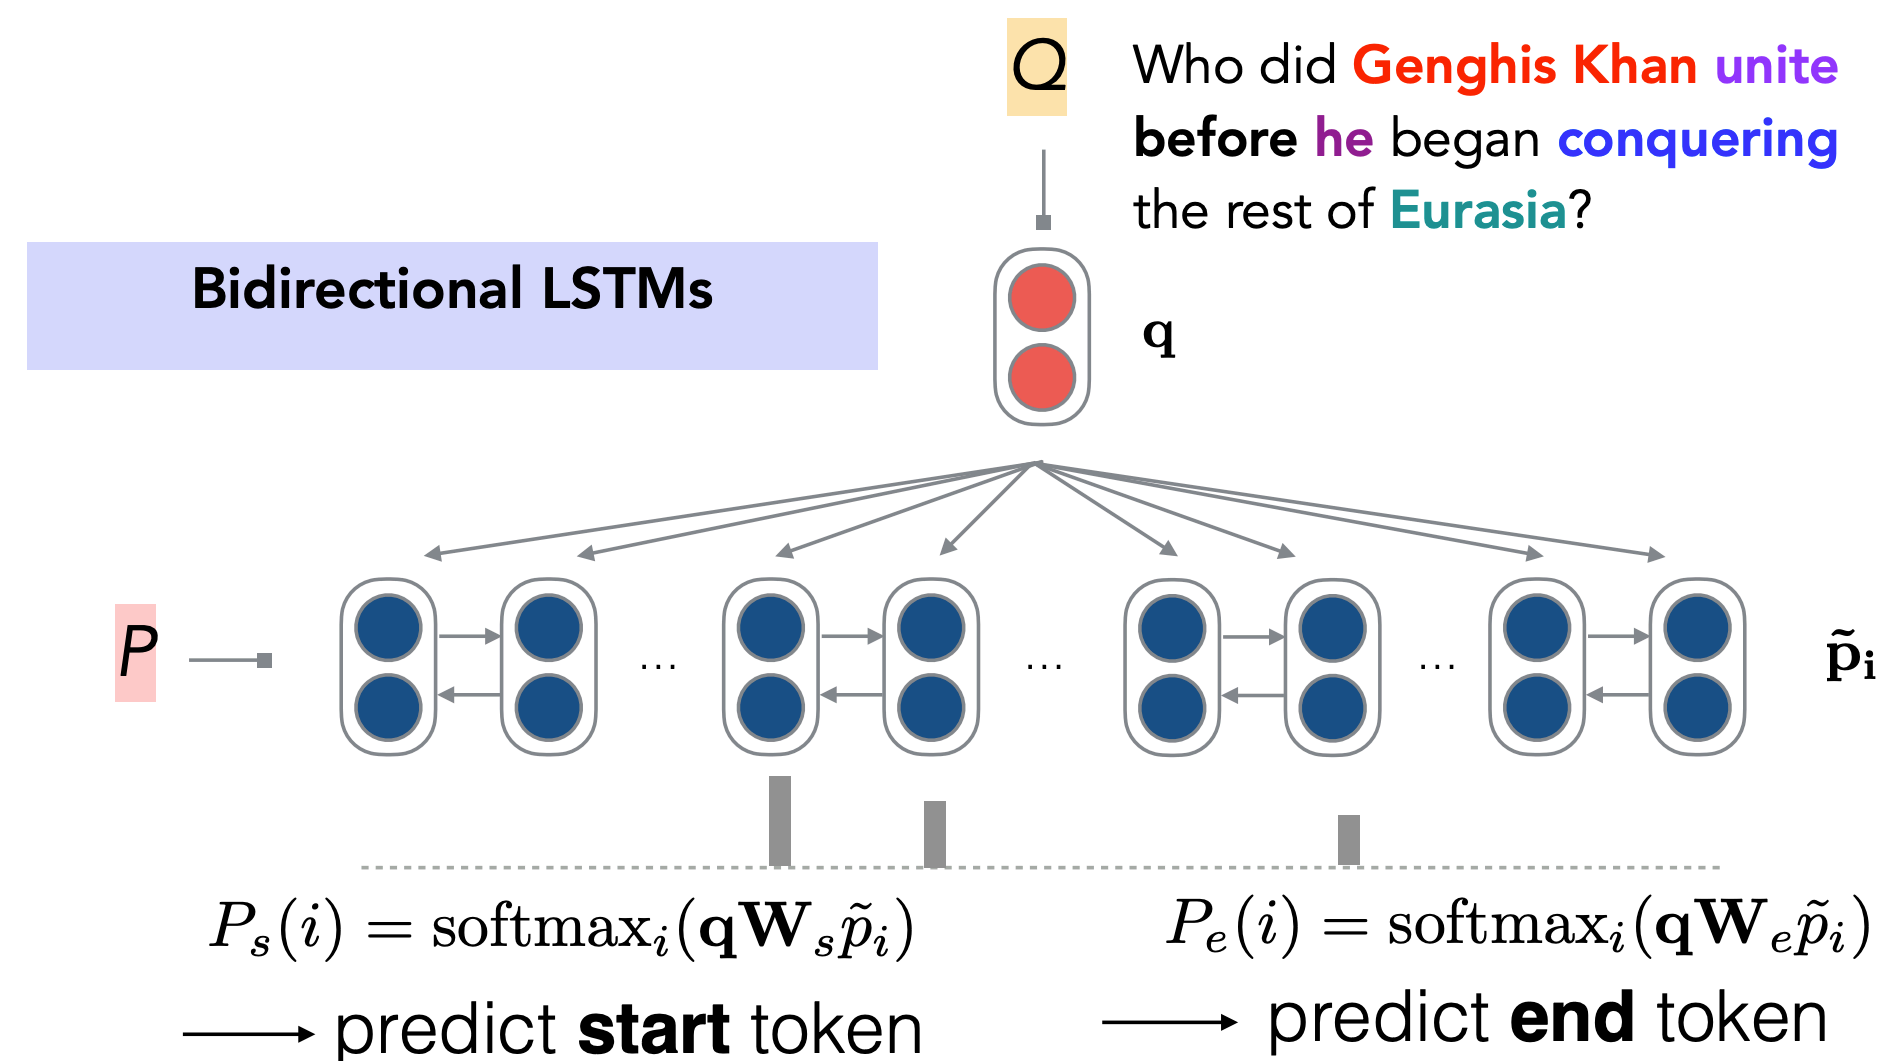 Q
Who did Genghis Khan unite
before he began conquering
the rest of Eurasia?
Bidirectional LSTMs
q
P
... ... ...
p̃ᵢ
Pₛ(i) = softmaxᵢ(qWₛp̃ᵢ)
Pₑ(i) = softmaxᵢ(qWₑp̃ᵢ)
predict start token
predict end token